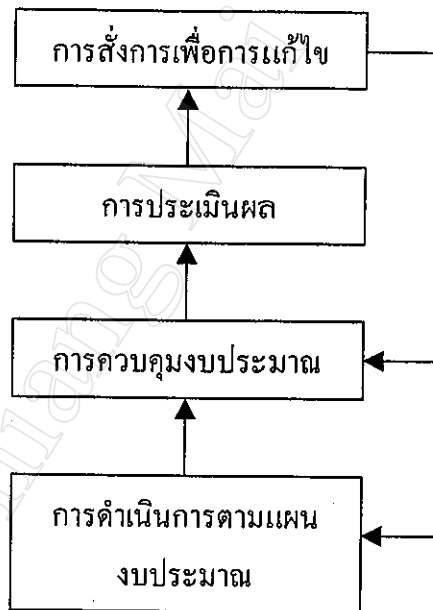 การสั่งการเพื่อการแก้ไข
การประเมินผล
การควบคุมงบประมาณ
การดำเนินการตามแผน
งบประมาณ